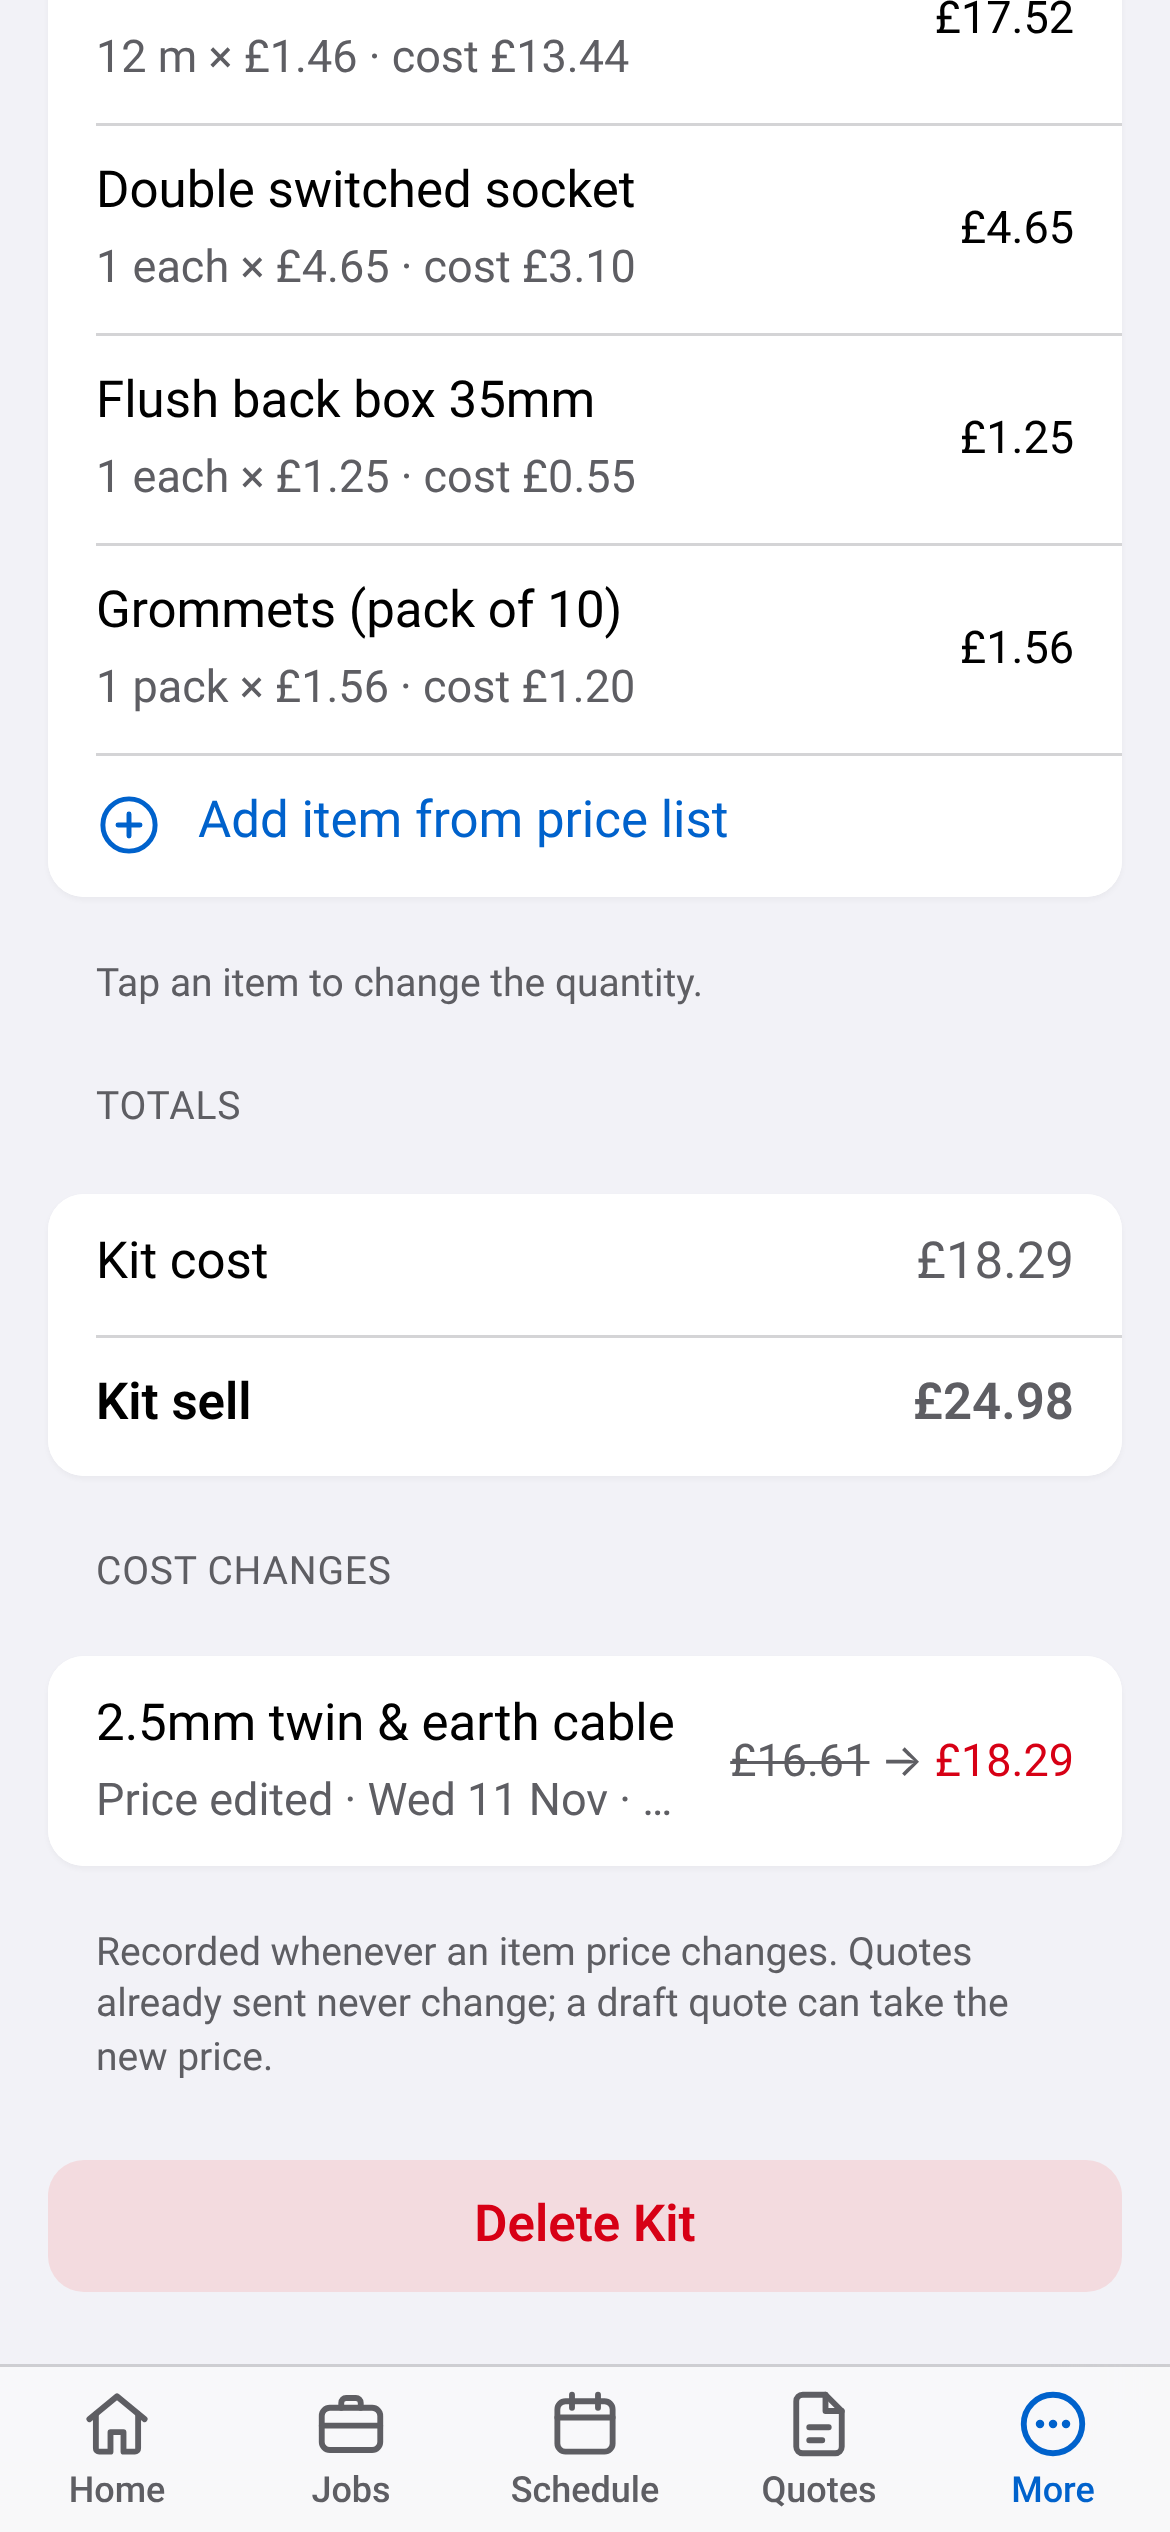 £17.52
12 m × £1.46 · cost £13.44
Double switched socket
£4.65
1 each × £4.65 · cost £3.10
Flush back box 35mm
£1.25
1 each × £1.25 · cost £0.55
Grommets (pack of 10)
£1.56
1 pack × £1.56 · cost £1.20
Add item from price list
Tap an item to change the quantity.
TOTALS
Kit cost £18.29
Kit sell £24.98
COST CHANGES
2.5mm twin & earth cable
£16.61 → £18.29
Price edited · Wed 11 Nov · …
Recorded whenever an item price changes. Quotes
already sent never change; a draft quote can take the
new price.
Delete Kit
Home Jobs Schedule Quotes More